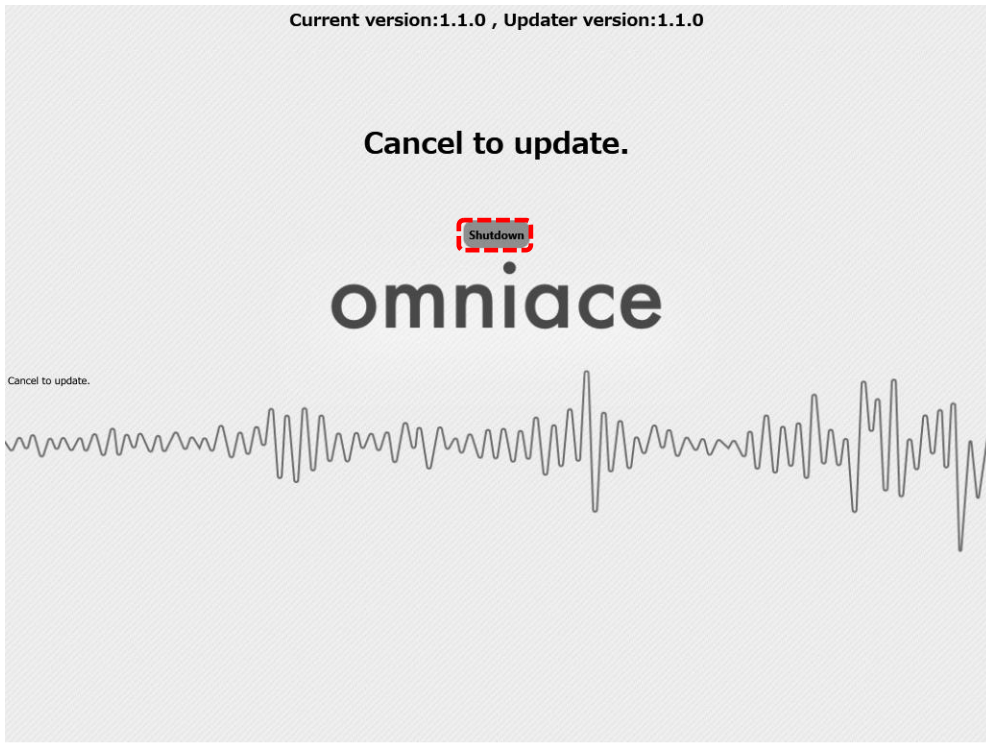 Current version:1.1.0 , Updater version:1.1.0
Cancel to update.
Shutdown
omniace
Cancel to update.